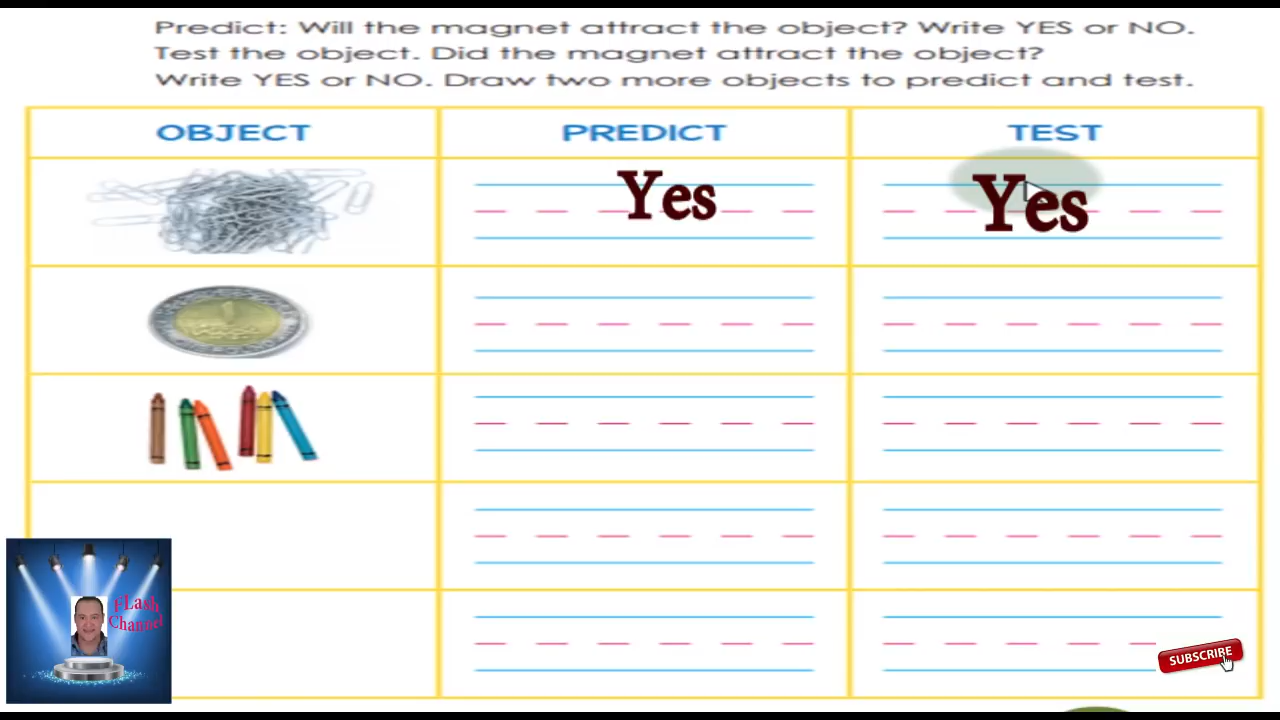 Predict: Will the magnet attract the object? Write YES or NO.
Test the object. Did the magnet attract the object?
Write YES or NO. Draw two more objects to predict and test.
OBJECT PREDICT TEST
Yes Yes
FLash
Channel
SUBSCRIBE